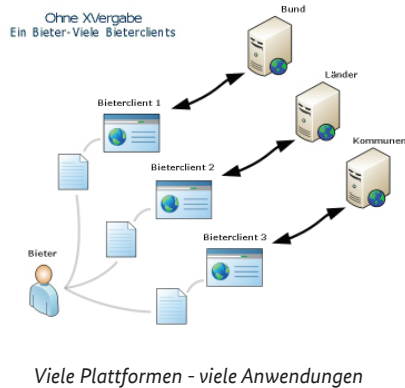 Ohne XVergabe
Ein Bieter-Viele Bieterclients
Bund
Länder
Bieterclient 1
Kommunen
Bieterclient 2
Bieterclient 3
Bieter
Viele Plattformen - viele Anwendungen